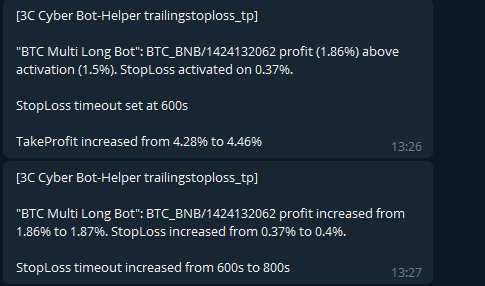 [3C Cyber Bot-Helper trailingstoploss_tp]
"BTC Multi Long Bot": BTC_BNB/1424132062 profit (1.86%) above
activation (1.5%). StopLoss activated on 0.37%.
StopLoss timeout set at 600s
TakeProfit increased from 4.28% to 4.46%
13:26
[3C Cyber Bot-Helper trailingstoploss_tp]
"BTC Multi Long Bot": BTC_BNB/1424132062 profit increased from
1.86% to 1.87%. StopLoss increased from 0.37% to 0.4%.
StopLoss timeout increased from 600s to 800s
13:27